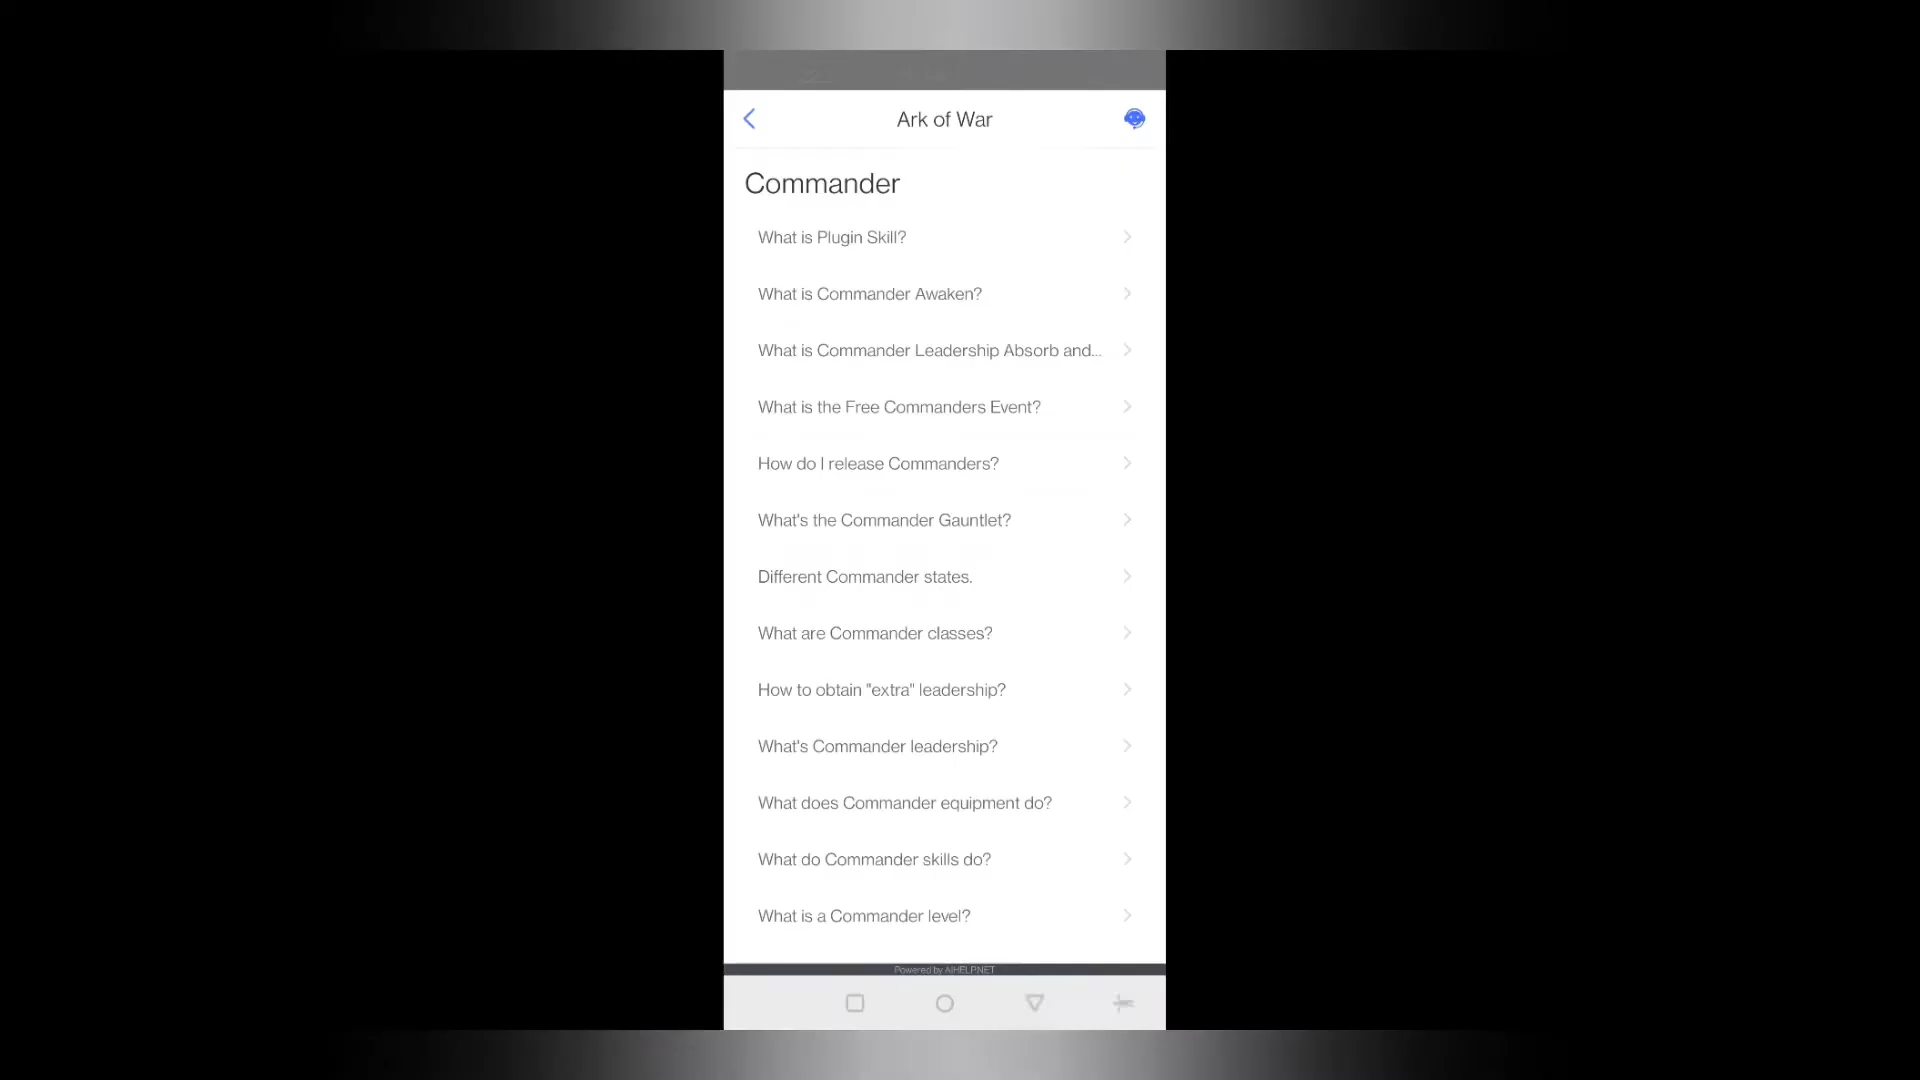 Ark of War
Commander
What is Plugin Skill?
What is Commander Awaken?
What is Commander Leadership Absorb and...
What is the Free Commanders Event?
How do I release Commanders?
What's the Commander Gauntlet?
Different Commander states.
What are Commander classes?
How to obtain "extra" leadership?
What's Commander leadership?
What does Commander equipment do?
What do Commander skills do?
What is a Commander level?
Powered by AIHELP.NET